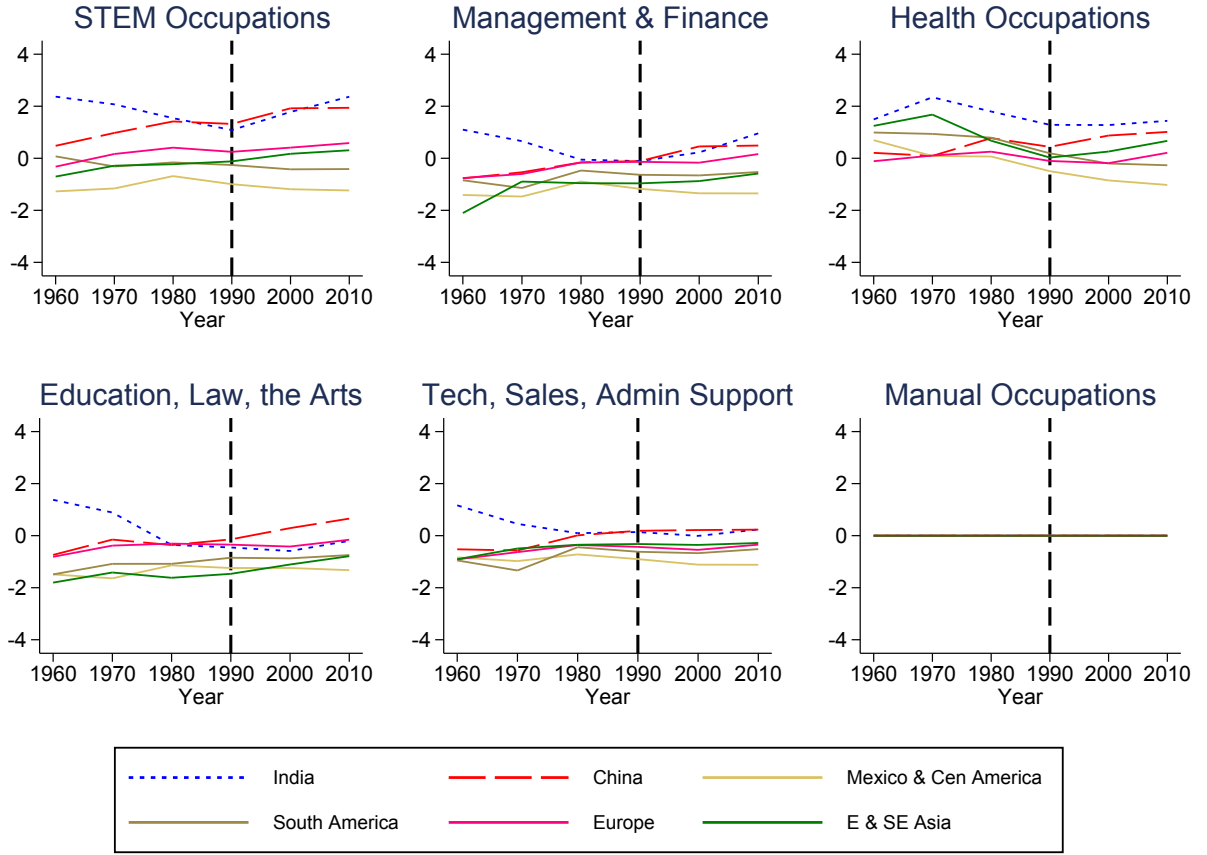 STEM Occupations
4
2
0
-2
-4
1960 1970 1980 1990 2000 2010
Year
Management & Finance
4
2
0
-2
-4
1960 1970 1980 1990 2000 2010
Year
Health Occupations
4
2
0
-2
-4
1960 1970 1980 1990 2000 2010
Year
Education, Law, the Arts
4
2
0
-2
-4
1960 1970 1980 1990 2000 2010
Year
Tech, Sales, Admin Support
4
2
0
-2
-4
1960 1970 1980 1990 2000 2010
Year
Manual Occupations
4
2
0
-2
-4
1960 1970 1980 1990 2000 2010
Year
India China Mexico & Cen America
South America Europe E & SE Asia